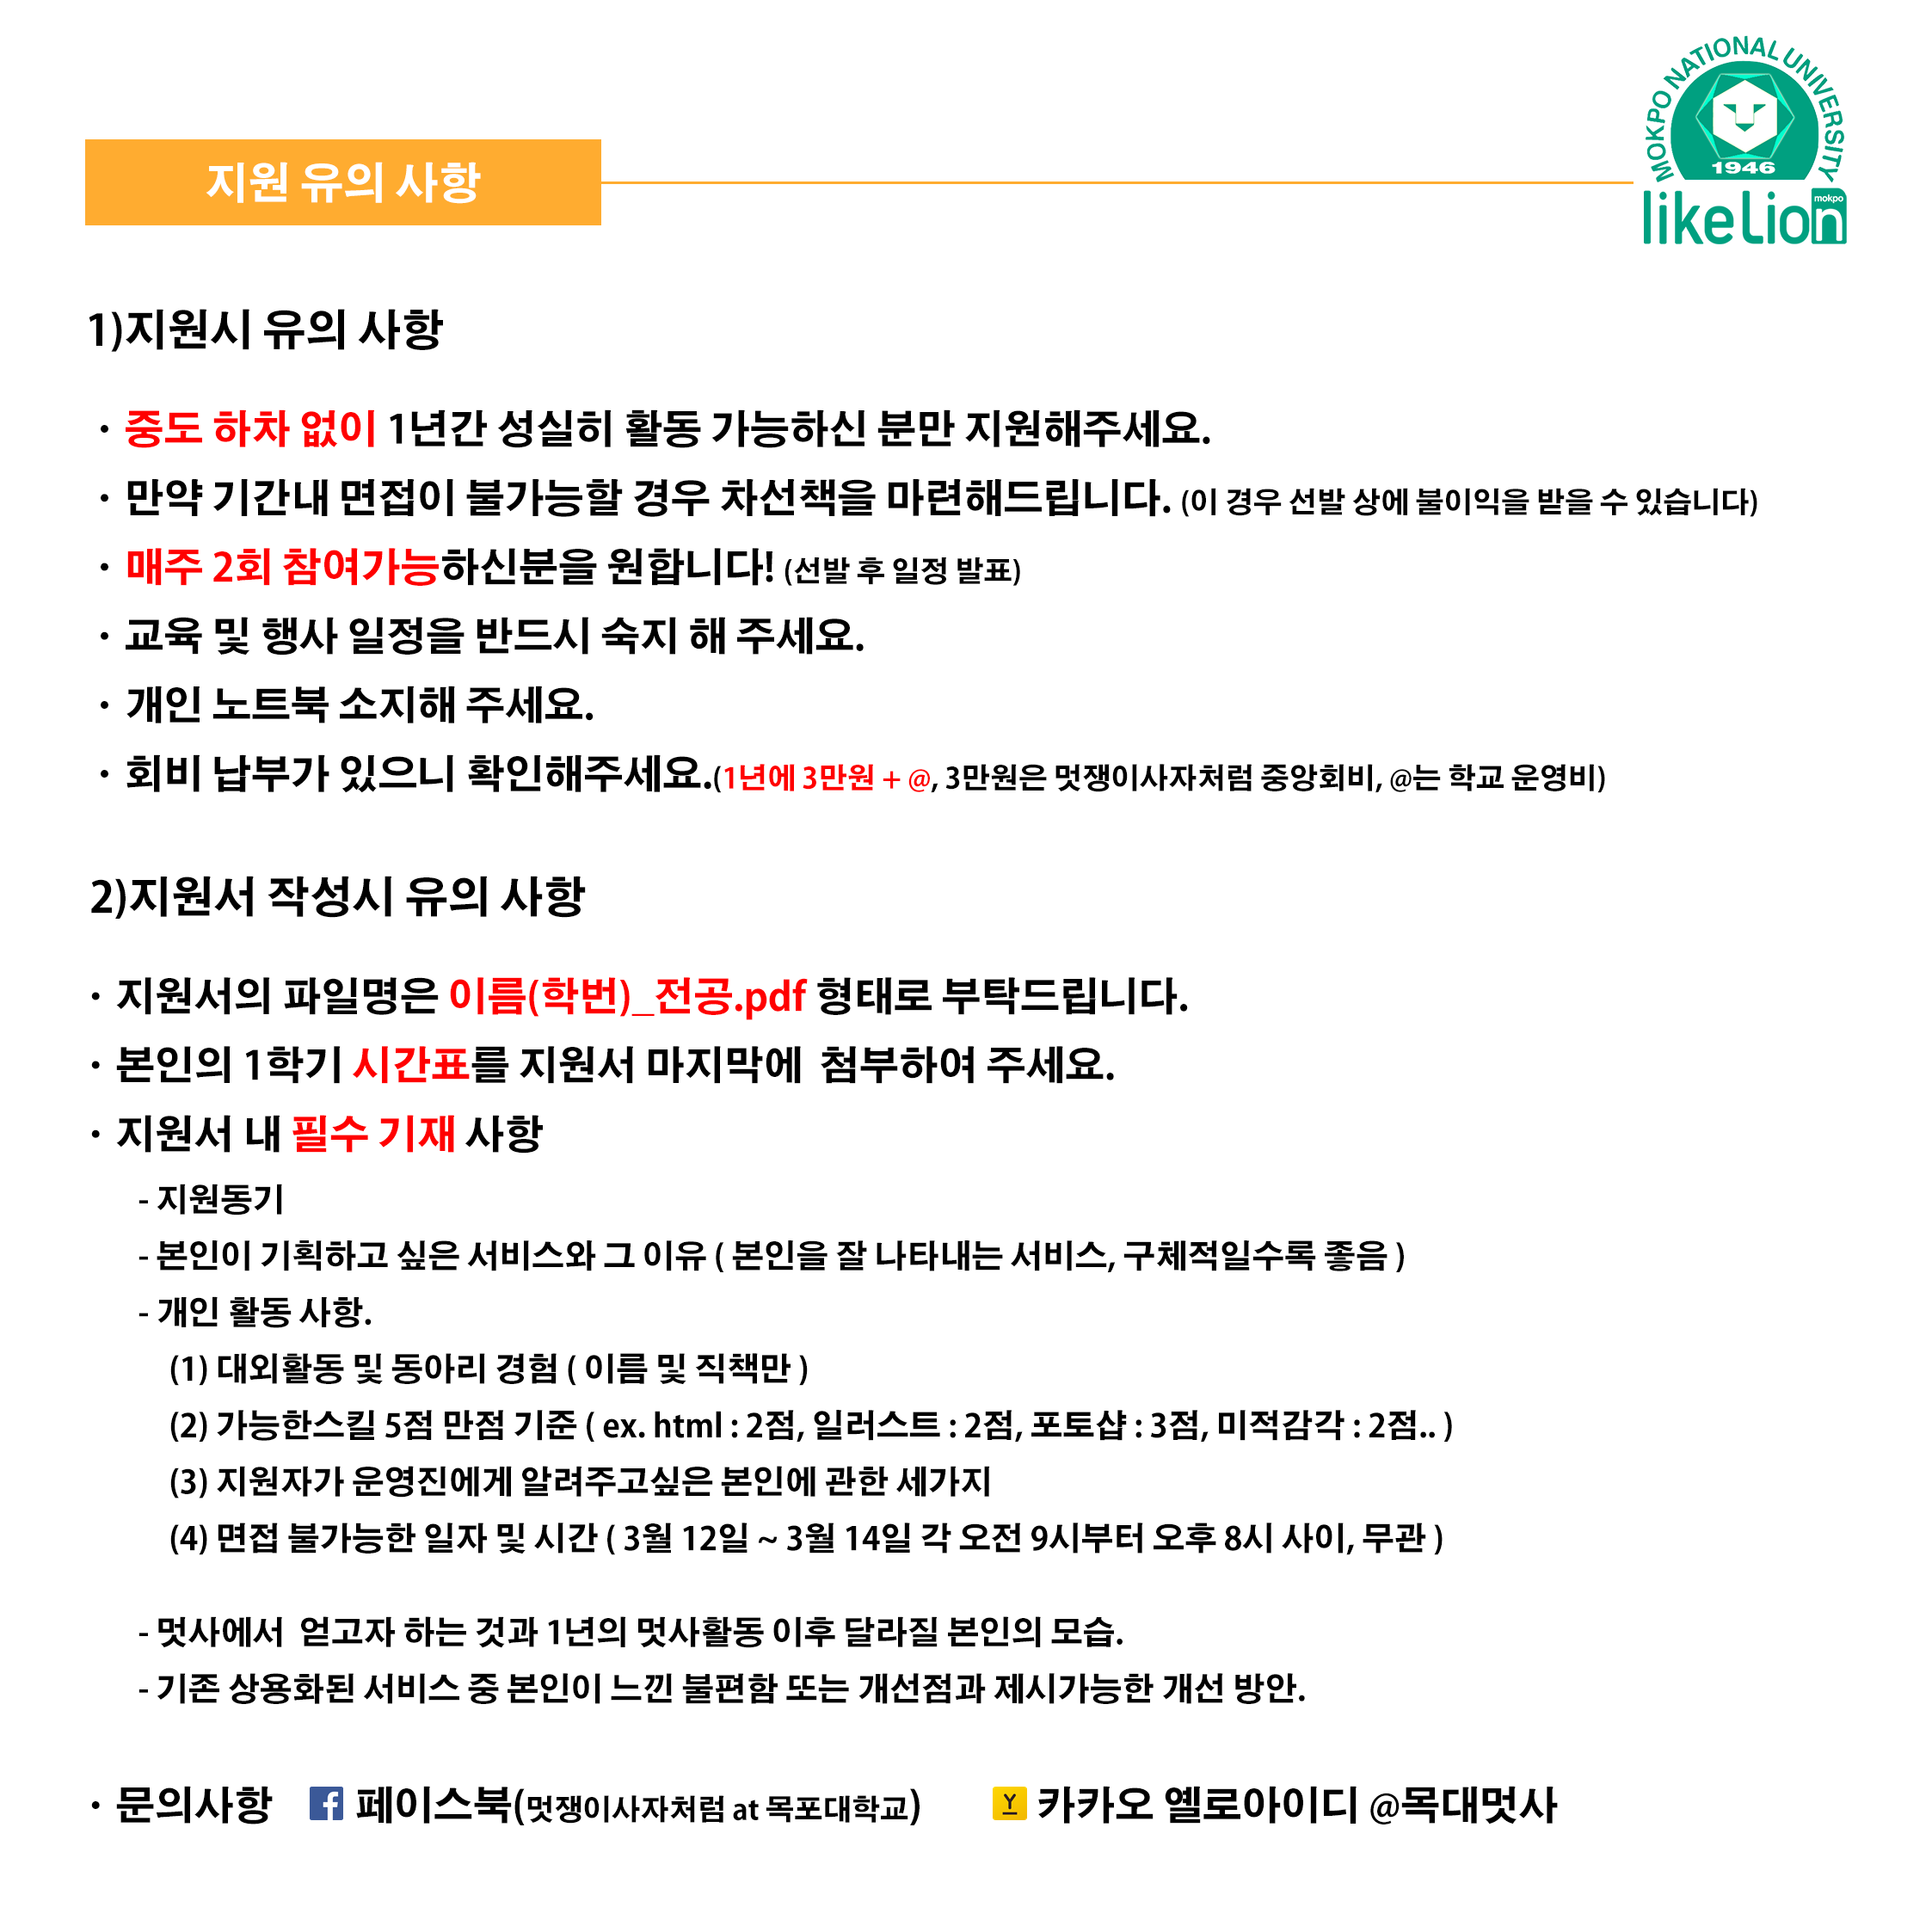 MOKPO NATIONAL UNIVERSITY
1946
mokpo
likelion
지원 유의 사항
1)지원시 유의 사항
· 중도 하차 없이 1년간 성실히 활동 가능하신 분만 지원해주세요.
· 만약 기간내 면접이 불가능할 경우 차선책을 마련해드립니다. (이 경우 선발 상에 불이익을 받을 수 있습니다)
· 매주 2회 참여가능하신분을 원합니다! (선발 후 일정 발표)
· 교육 및 행사 일정을 반드시 숙지 해 주세요.
· 개인 노트북 소지해 주세요.
· 회비 납부가 있으니 확인해주세요.(1년에 3만원 + @, 3만원은 멋쟁이사자처럼 중앙회비, @는 학교 운영비)
2)지원서 작성시 유의 사항
· 지원서의 파일명은 이름(학번)_전공.pdf 형태로 부탁드립니다.
· 본인의 1학기 시간표를 지원서 마지막에 첨부하여 주세요.
· 지원서 내 필수 기재 사항
- 지원동기
- 본인이 기획하고 싶은 서비스와 그 이유 ( 본인을 잘 나타내는 서비스, 구체적일수록 좋음 )
- 개인 활동 사항.
(1) 대외활동 및 동아리 경험 ( 이름 및 직책만 )
(2) 가능한스킬 5점 만점 기준 ( ex. html : 2점, 일러스트 : 2점, 포토샵 : 3점, 미적감각 : 2점.. )
(3) 지원자가 운영진에게 알려주고싶은 본인에 관한 세가지
(4) 면접 불가능한 일자 및 시간 ( 3월 12일 ~ 3월 14일 각 오전 9시부터 오후 8시 사이, 무관 )
- 멋사에서 얻고자 하는 것과 1년의 멋사활동 이후 달라질 본인의 모습.
- 기존 상용화된 서비스 중 본인이 느낀 불편함 또는 개선점과 제시가능한 개선 방안.
· 문의사항 f 페이스북(멋쟁이사자처럼 at 목포대학교) Y 카카오 옐로아이디 @목대멋사